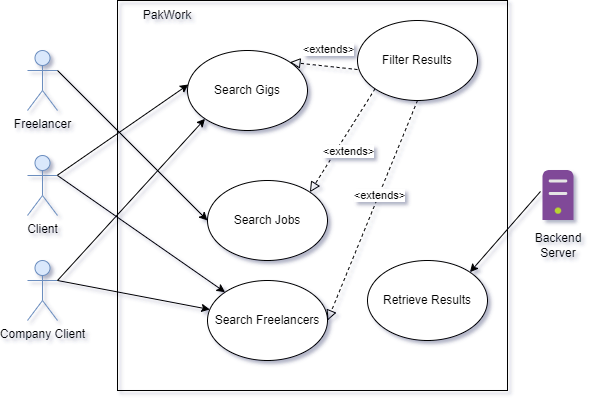 PakWork
<extends>
Filter Results
Search Gigs
Freelancer
<extends>
<extends>
Search Jobs
Client
Backend
Server
Retrieve Results
Search Freelancers
Company Client